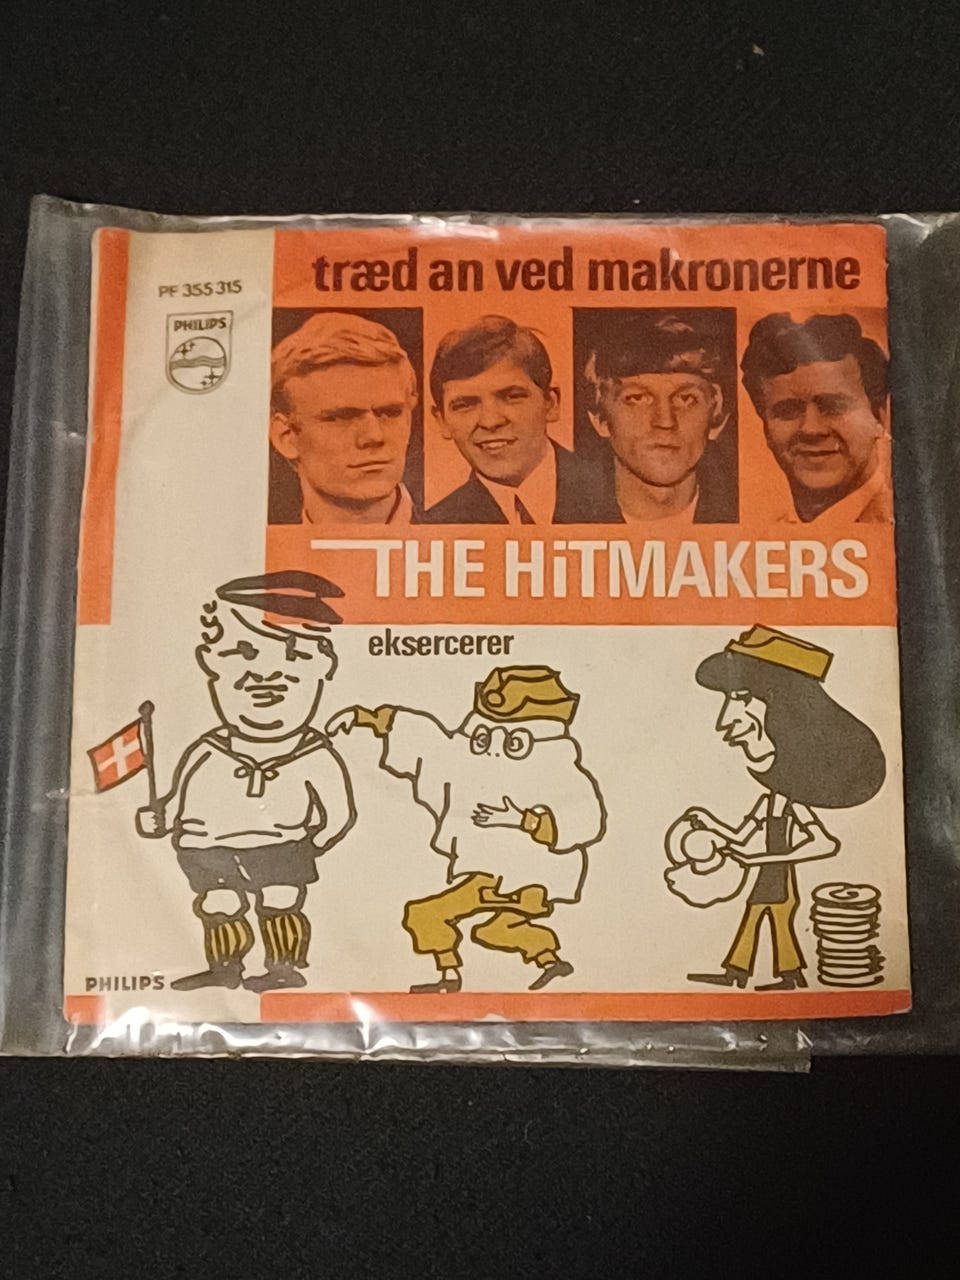 træd an ved makronerne
PF 355 315
PHILIPS
THE HiTMAKERS
eksercerer
PHILIPS